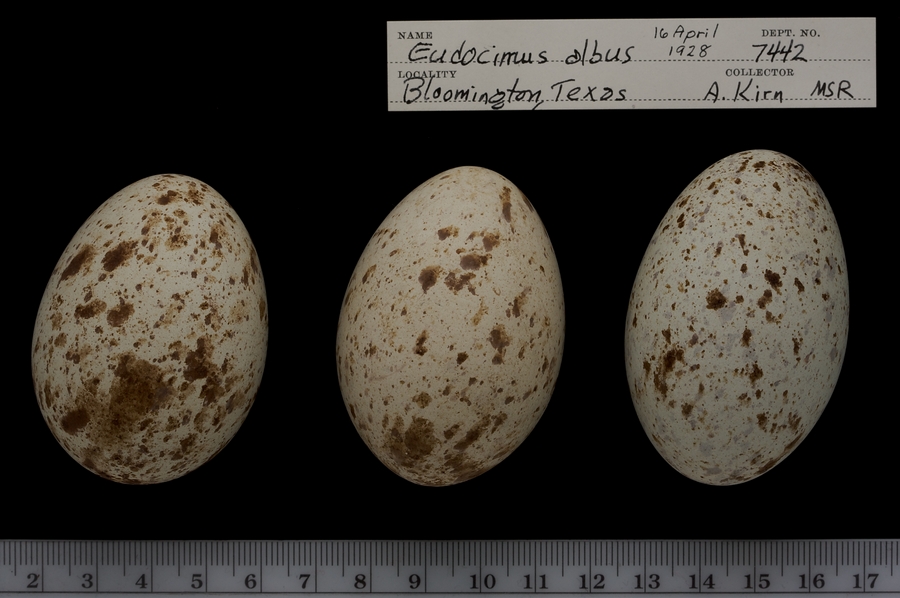 NAME 16 April DEPT. NO.
Eudocimus albus 1928 7442
LOCALITY COLLECTOR
Bloomington, Texas A. Kirn MSR
2 3 4 5 6 7 8 9 10 11 12 13 14 15 16 17